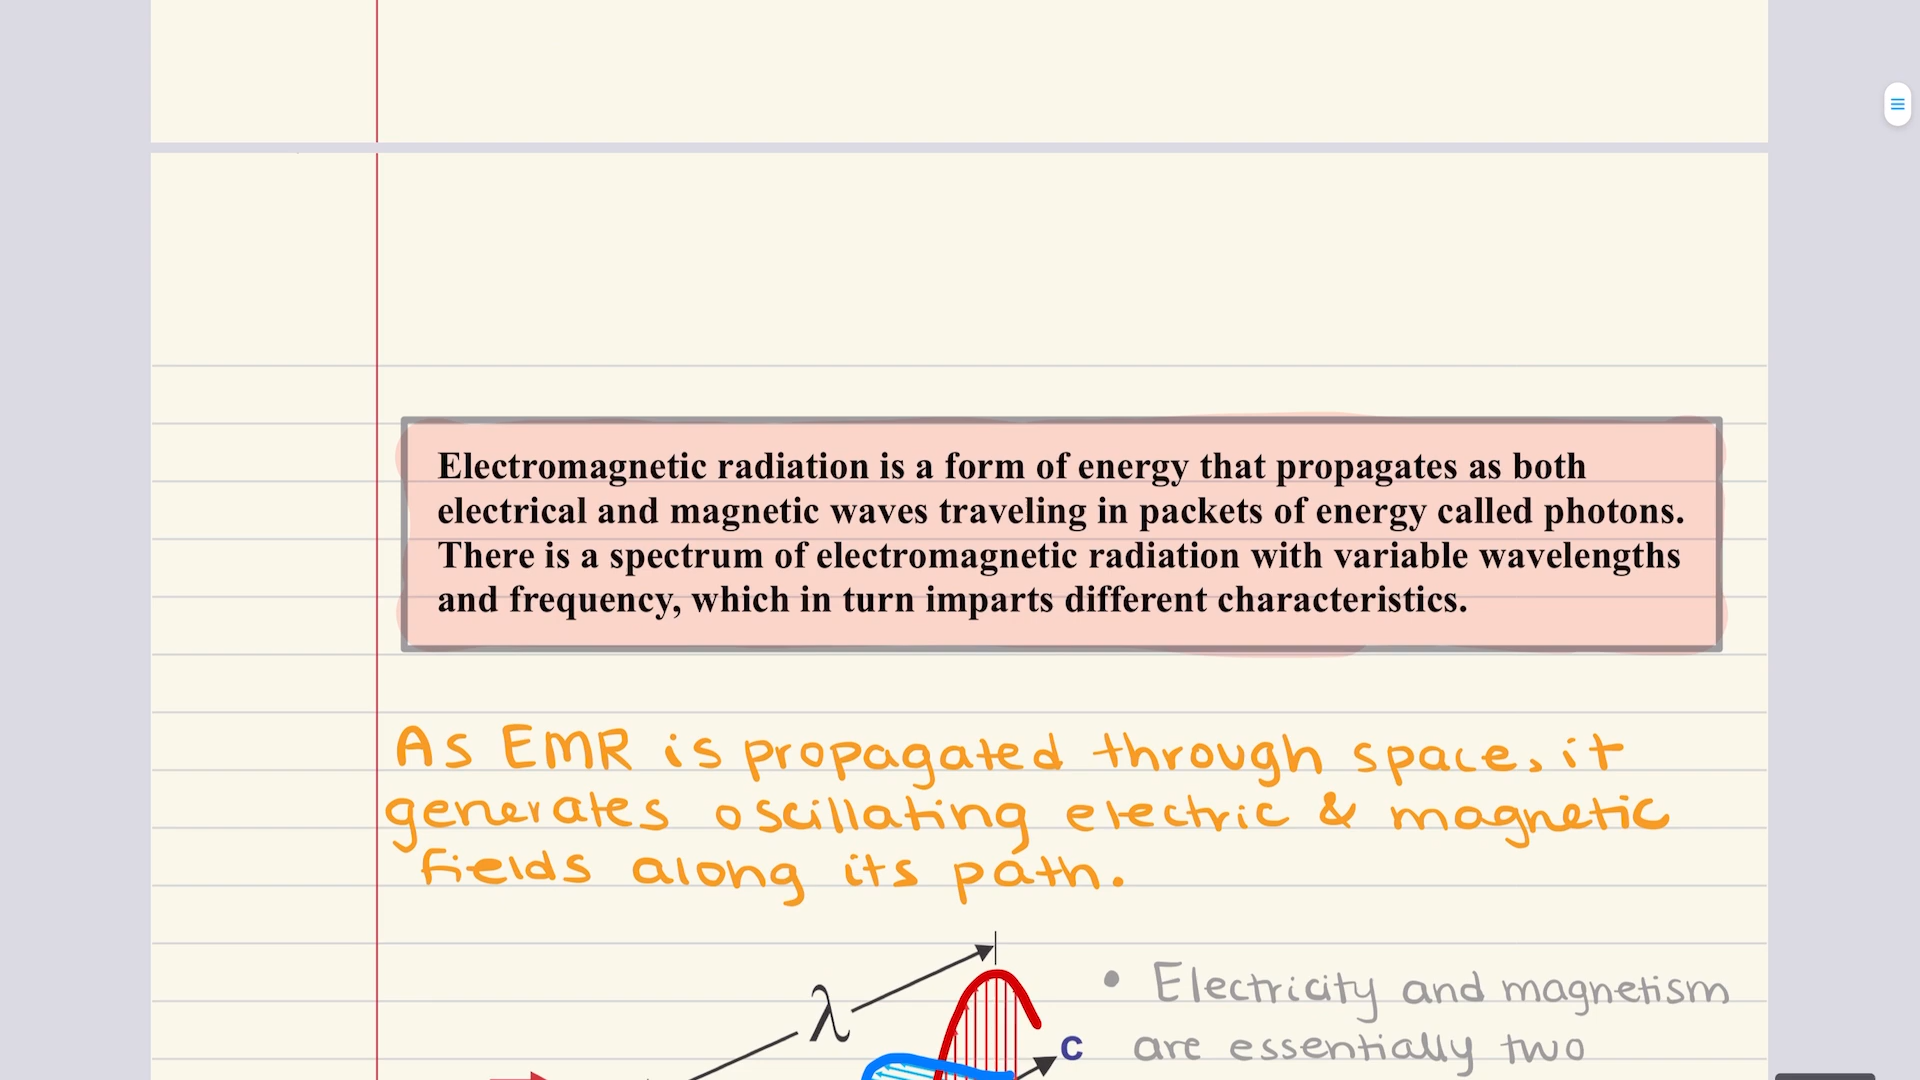 Electromagnetic radiation is a form of energy that propagates as both
electrical and magnetic waves traveling in packets of energy called photons.
There is a spectrum of electromagnetic radiation with variable wavelengths
and frequency, which in turn imparts different characteristics.
As EMR is propagated through space, it
generates oscillating electric & magnetic
fields along its path.
λ
c
• Electricity and magnetism
are essentially two